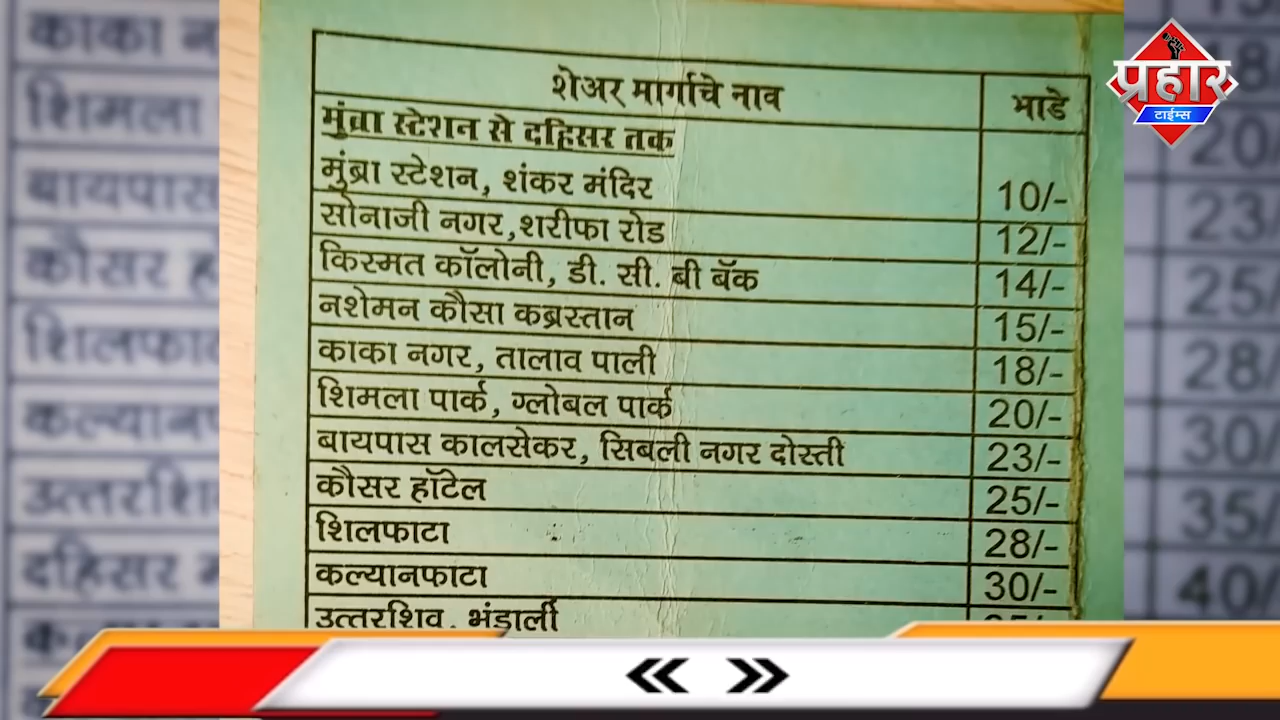 प्रहार
टाईम्स
शेअर मार्गाचे नाव भाडे
मुंब्रा स्टेशन से दहिसर तक
मुंब्रा स्टेशन, शंकर मंदिर 10/-
सोनाजी नगर,शरीफा रोड 12/-
किस्मत कॉलोनी, डी. सी. बी बॅक 14/-
नशेमन कौसा कब्रस्तान 15/-
काका नगर, तालाव पाली 18/-
शिमला पार्क, ग्लोबल पार्क 20/-
बायपास कालसेकर, सिबली नगर दोस्ती 23/-
कौसर हॉटेल 25/-
शिलफाटा 28/-
कल्यानफाटा 30/-
उत्तरशिव, भंडार्ली